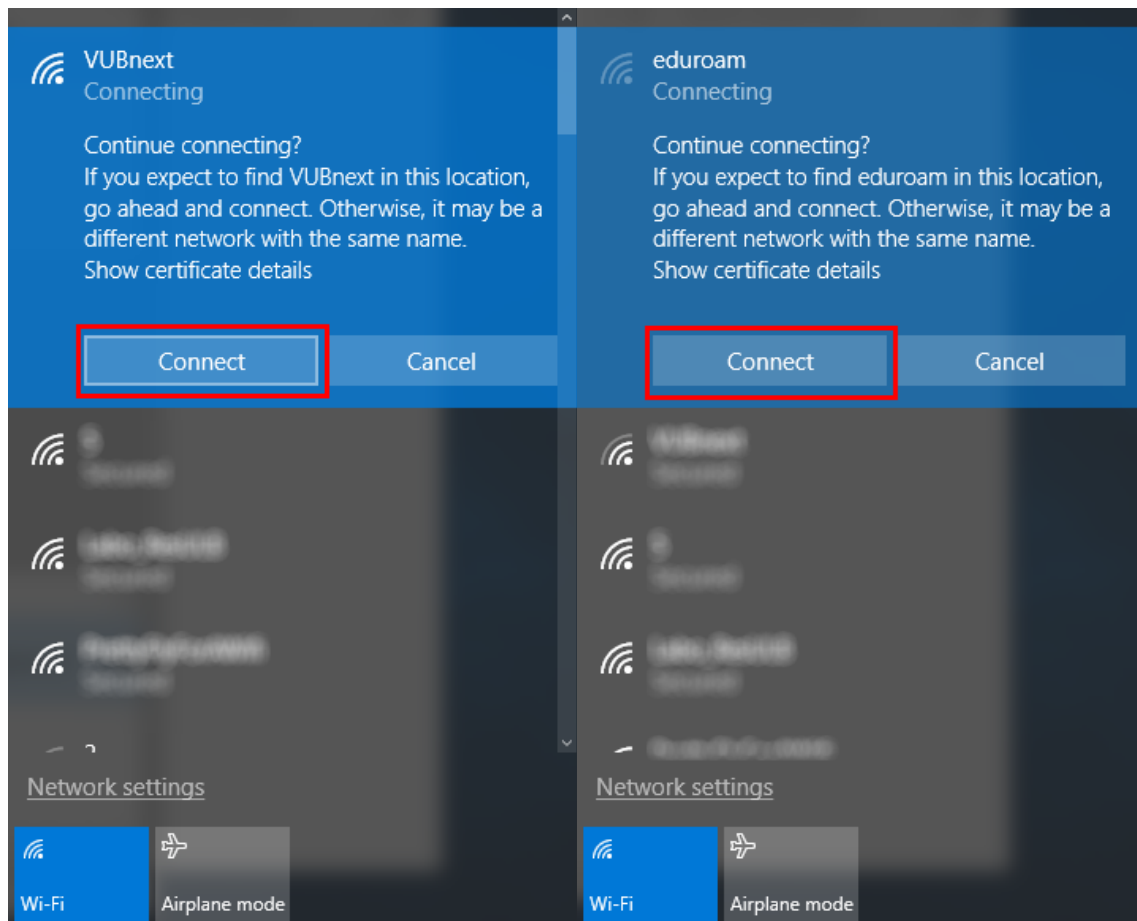 VUBnext
Connecting
Continue connecting?
If you expect to find VUBnext in this location,
go ahead and connect. Otherwise, it may be a
different network with the same name.
Show certificate details
Connect
Cancel
Network settings
Wi-Fi
Airplane mode
eduroam
Connecting
Continue connecting?
If you expect to find eduroam in this location,
go ahead and connect. Otherwise, it may be a
different network with the same name.
Show certificate details
Connect
Cancel
Network settings
Wi-Fi
Airplane mode